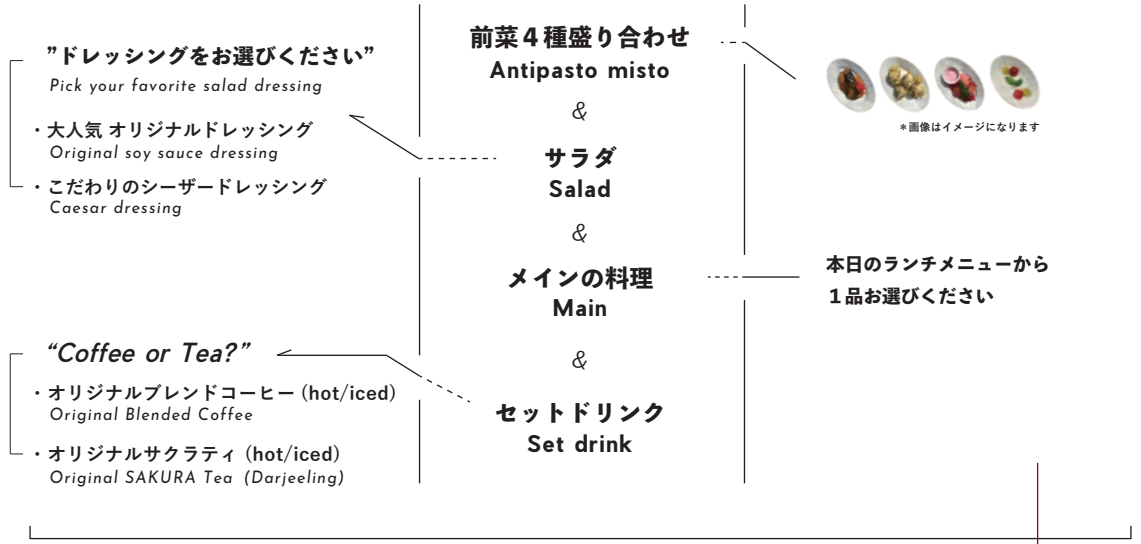 ”ドレッシングをお選びください”
Pick your favorite salad dressing
・大人気 オリジナルドレッシング
Original soy sauce dressing
・こだわりのシーザードレッシング
Caesar dressing
“Coffee or Tea?”
・オリジナルブレンドコーヒー (hot/iced)
Original Blended Coffee
・オリジナルサクラティ (hot/iced)
Original SAKURA Tea (Darjeeling)
前菜４種盛り合わせ
Antipasto misto
&
サラダ
Salad
&
メインの料理
Main
&
セットドリンク
Set drink
＊画像はイメージになります
本日のランチメニューから
１品お選びください